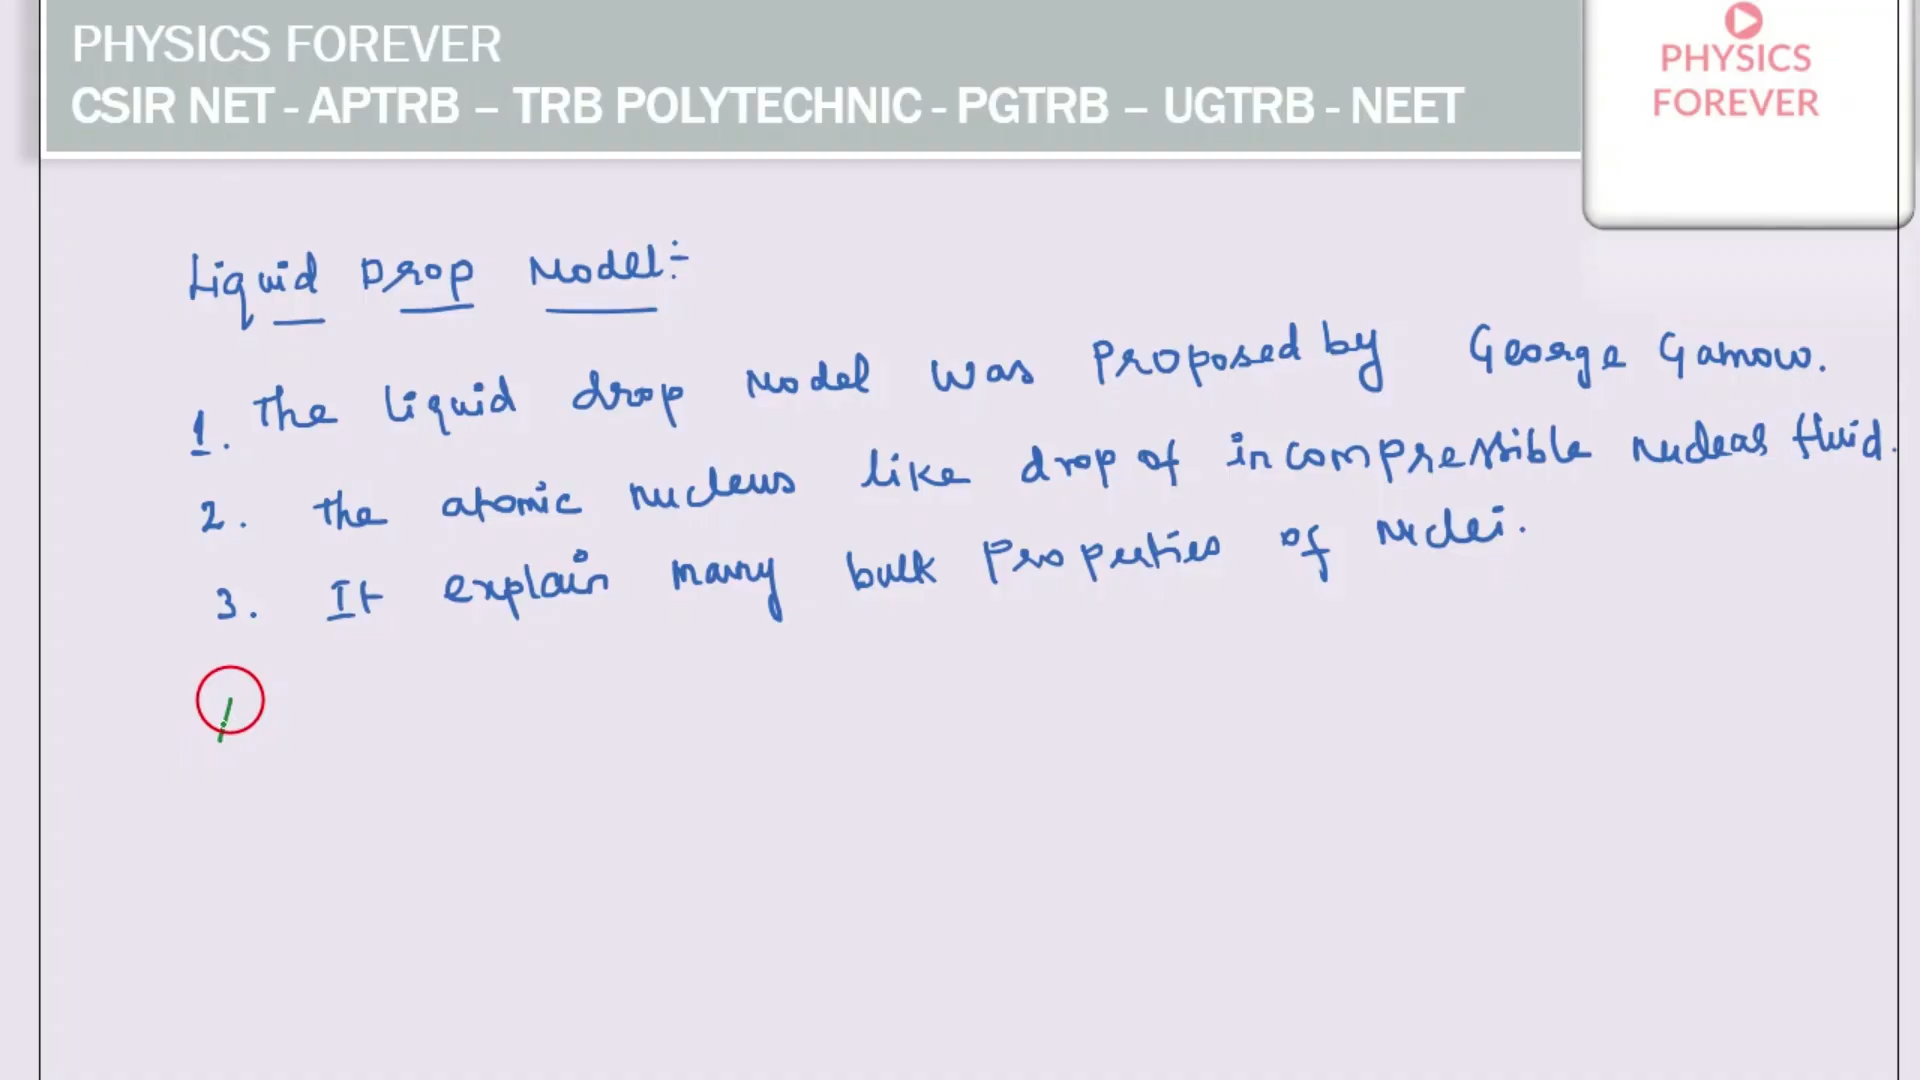 PHYSICS FOREVER
CSIR NET - APTRB – TRB POLYTECHNIC - PGTRB – UGTRB - NEET
PHYSICS
FOREVER
Liquid Drop Model:-
1. The liquid drop Model was Proposed by George Gamow.
2. The atomic nucleus like drop of incompressible nuclear fluid.
3. It explain many bulk Properties of nuclei.